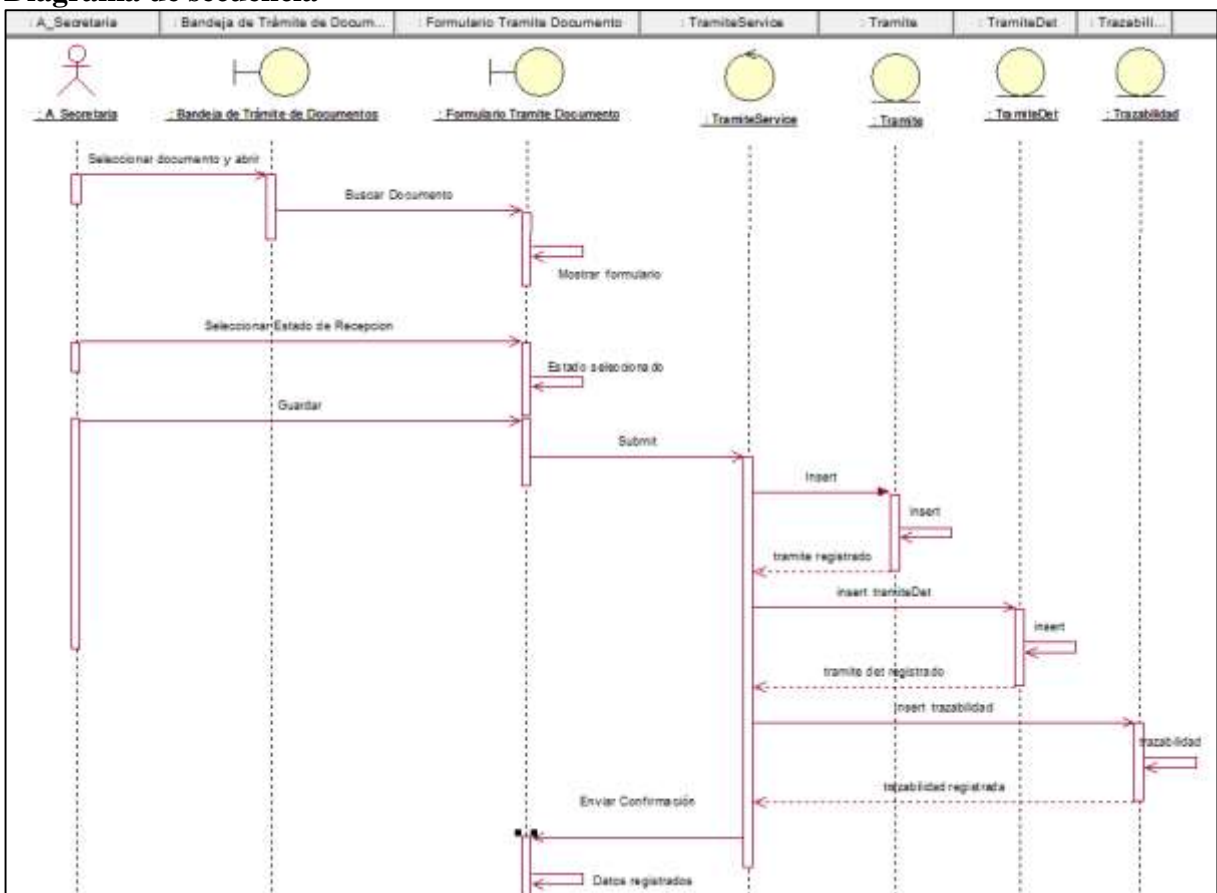 Diagrama de secuencia
: A_Secretaria
: Bandeja de Trámite de Docum...
: Formulario Tramite Documento
: TramiteService
: Tramite
: TramiteDet
: Trazabili...
: A_Secretaria
: Bandeja de Trámite de Documentos
: Formulario Tramite Documento
: TramiteService
: Tramite
: TramiteDet
: Trazabilidad
Seleccionar documento y abrir
Buscar Documento
Mostrar formulario
Seleccionar Estado de Recepcion
Estado seleccionado
Guardar
Submit
Insert
insert
tramite registrado
insert tramiteDet
insert
tramite det registrado
Insert trazabilidad
trazabilidad
trazabilidad registrada
Enviar Confirmasión
Datos registrados